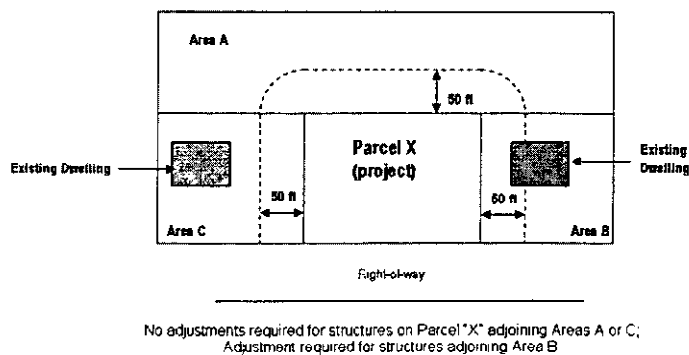 Area A
50 ft
Parcel X
(project)
Existing Dwelling
Existing
Dwelling
50 ft
50 ft
Area C
Area B
Right-of-way
No adjustments required for structures on Parcel "X" adjoining Areas A or C;
Adjustment required for structures adjoining Area B